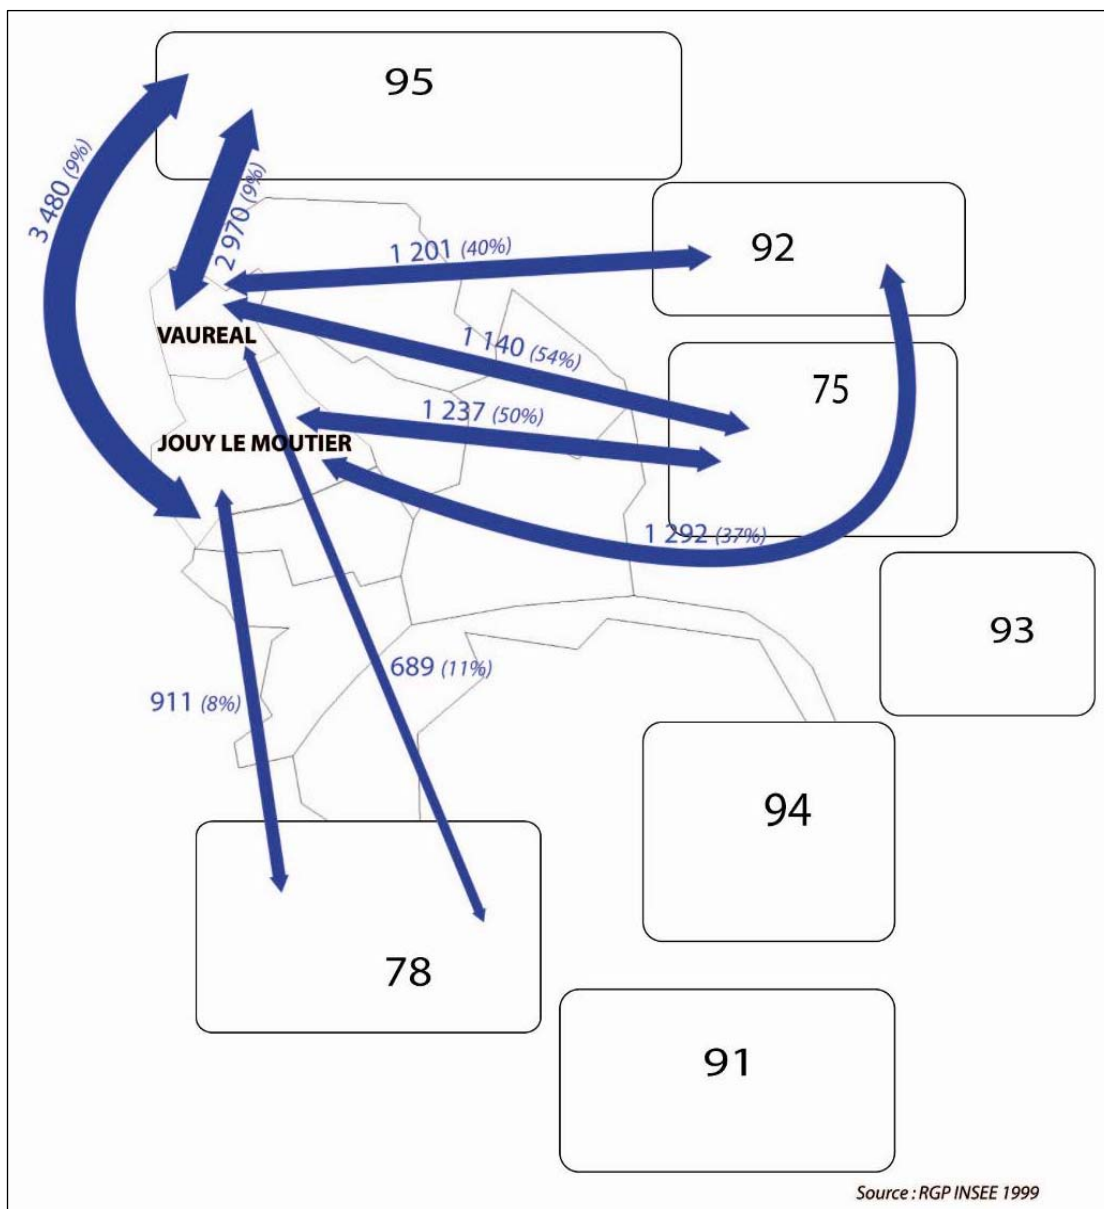 95
3 480 (9%)
2 970 (9%)
92
1 201 (40%)
VAUREAL
1 140 (54%)
75
1 237 (50%)
JOUY LE MOUTIER
1 292 (37%)
93
689 (11%)
911 (8%)
94
78
91
Source : RGP INSEE 1999